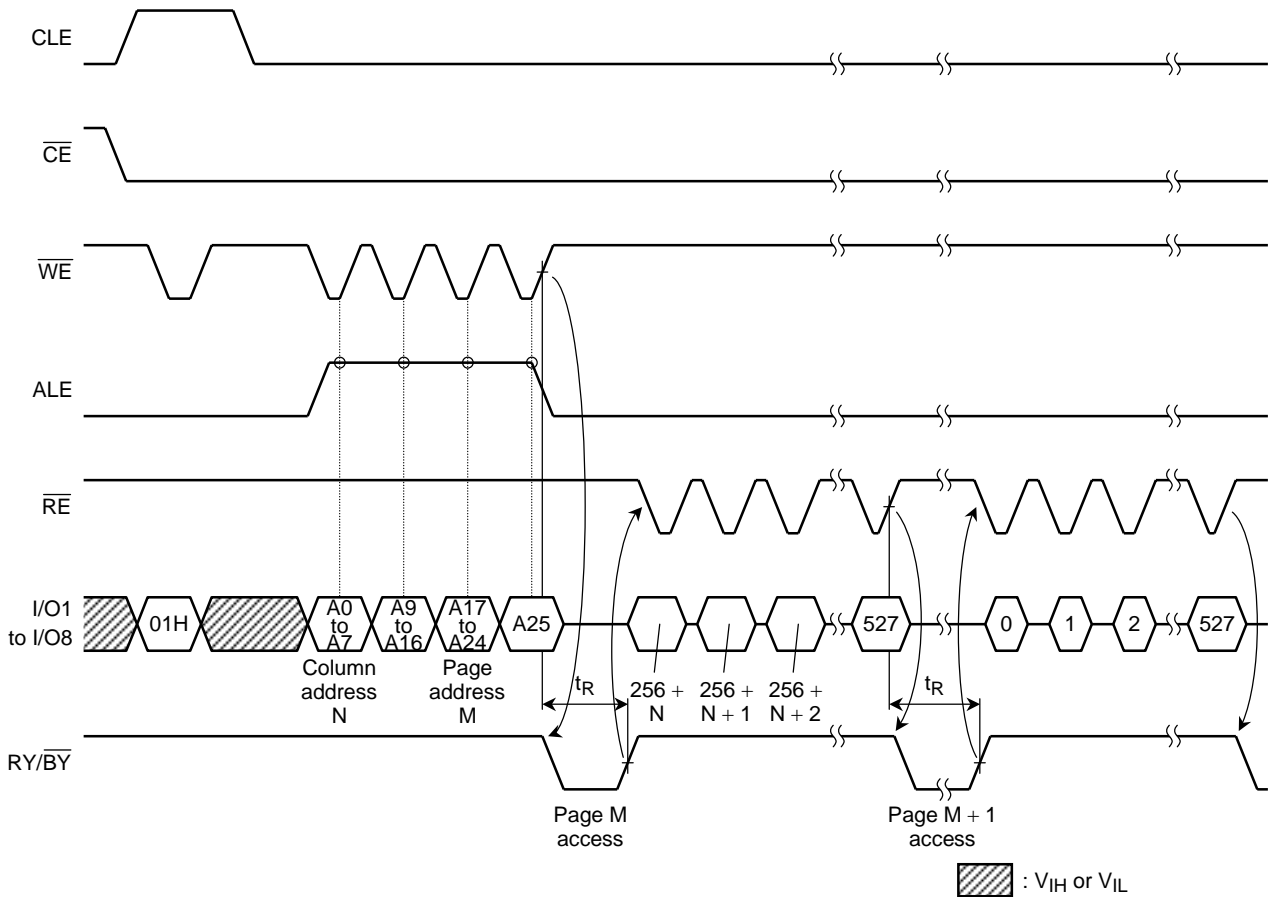 CLE
CE
WE
ALE
RE
I/O1
to I/O8
01H
A0
to
A7
A9
to
A16
A17
to
A24
A25
527
0
1
2
527
Column
address
N
Page
address
M
tR
256 +
N
256 +
N + 1
256 +
N + 2
tR
RY/BY
Page M
access
Page M + 1
access
: VIH or VIL